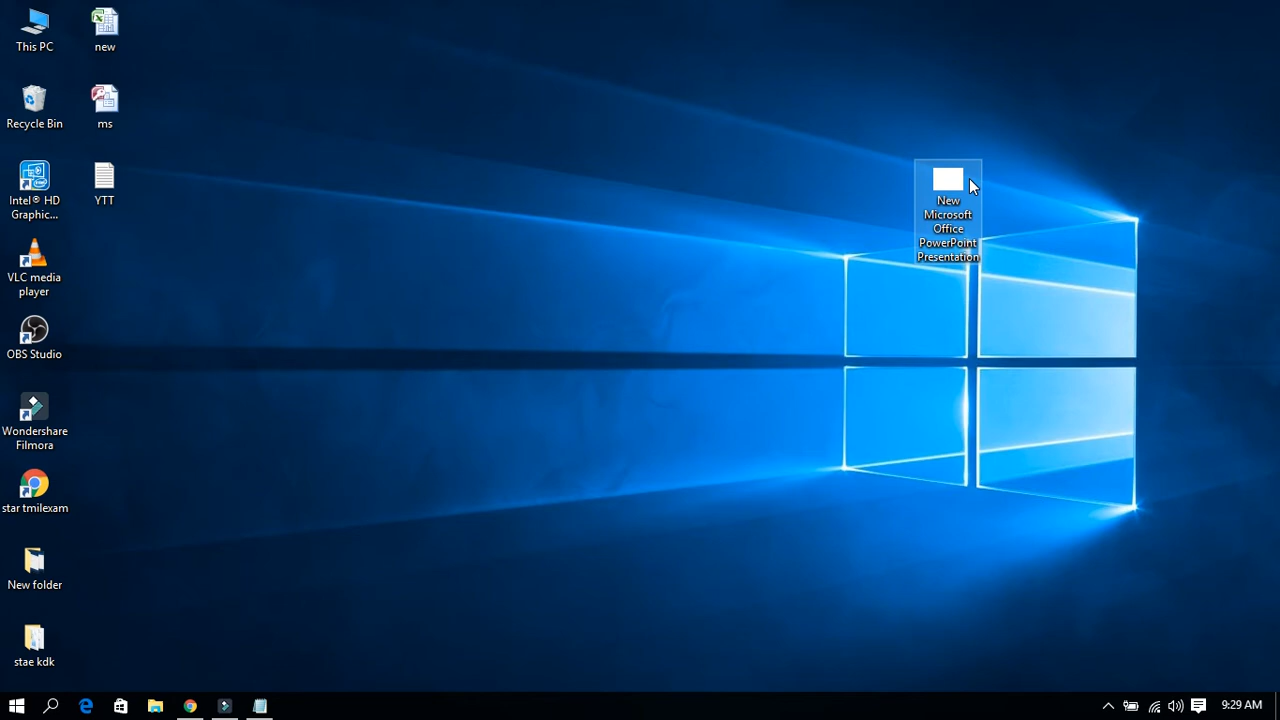 This PC
new
Recycle Bin
ms
Intel® HD
Graphic...
YTT
VLC media
player
OBS Studio
Wondershare
Filmora
star tmilexam
New folder
stae kdk
New
Microsoft
Office
PowerPoint
Presentation
9:29 AM